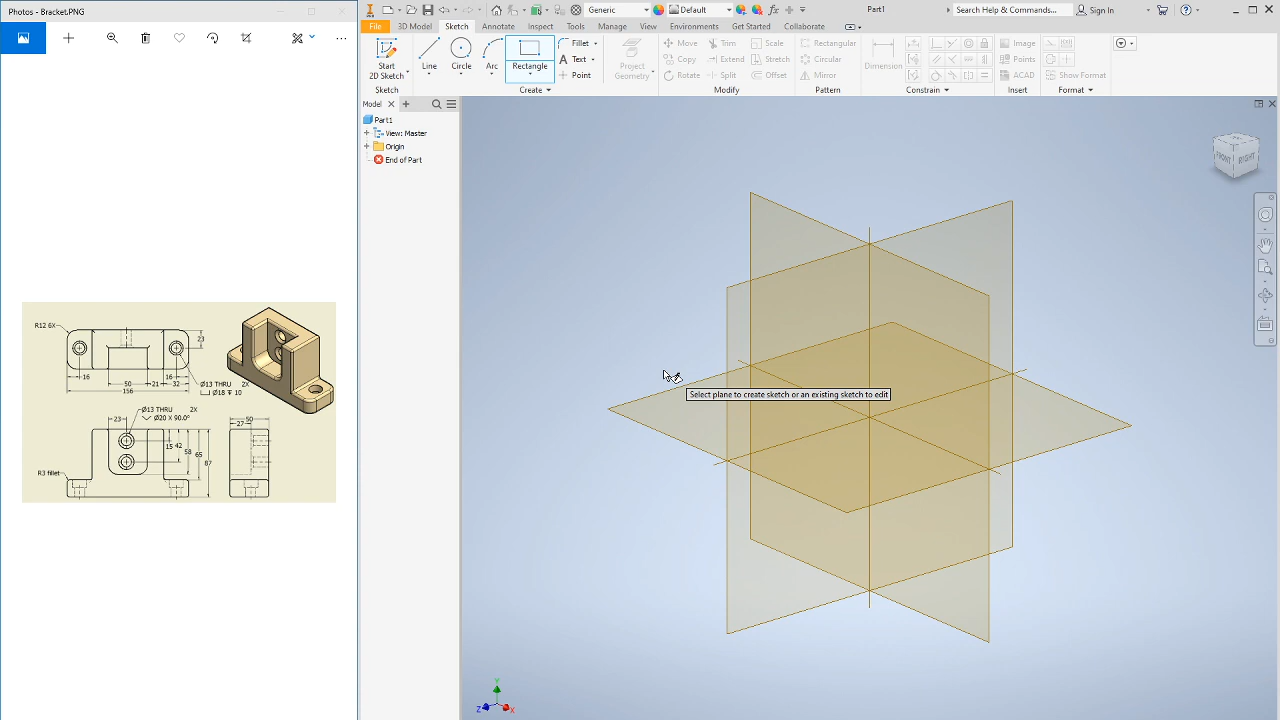 Photos - Bracket.PNG
R12 6X
23
16
16
50
21
32
156
Ø13 THRU 2X
⌴ Ø18 ↧ 10
Ø13 THRU 2X
⌵ Ø20 X 90.0°
23
50
27
15
42
58
65
87
R3 fillet
Generic
Default
Part1
Search Help & Commands...
Sign In
File
3D Model
Sketch
Annotate
Inspect
Tools
Manage
View
Environments
Get Started
Collaborate
Start
2D Sketch
Line
Circle
Arc
Rectangle
Fillet
Text
Point
Project
Geometry
Move
Copy
Rotate
Trim
Extend
Split
Scale
Stretch
Offset
Rectangular
Circular
Mirror
Dimension
Image
Points
ACAD
Show Format
Sketch
Create
Modify
Pattern
Constrain
Insert
Format
Model
Part1
View: Master
Origin
End of Part
Select plane to create sketch or an existing sketch to edit
FRONT
RIGHT
Y
Z
X